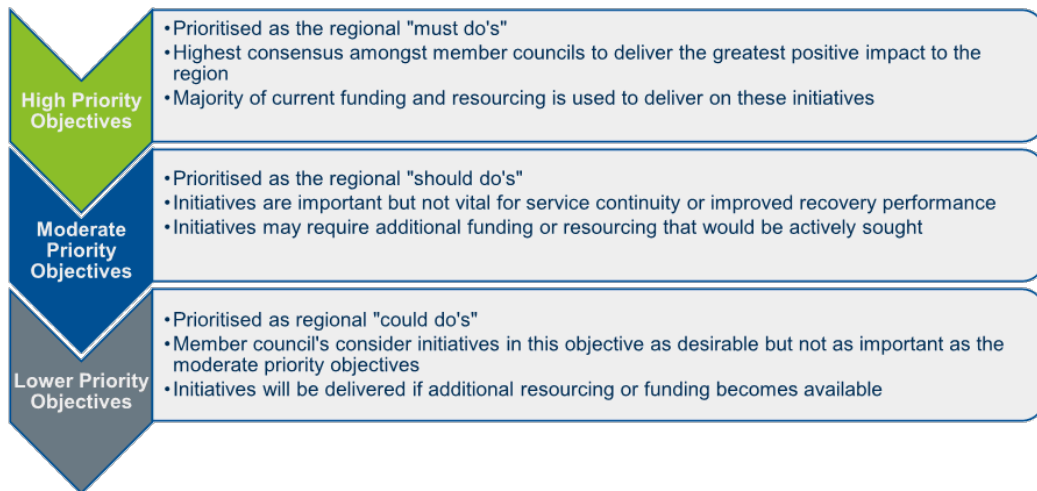 High Priority
Objectives
•Prioritised as the regional "must do's"
•Highest consensus amongst member councils to deliver the greatest positive impact to the
region
•Majority of current funding and resourcing is used to deliver on these initiatives
Moderate
Priority
Objectives
•Prioritised as the regional "should do's"
•Initiatives are important but not vital for service continuity or improved recovery performance
•Initiatives may require additional funding or resourcing that would be actively sought
Lower Priority
Objectives
•Prioritised as regional "could do's"
•Member council's consider initiatives in this objective as desirable but not as important as the
moderate priority objectives
•Initiatives will be delivered if additional resourcing or funding becomes available